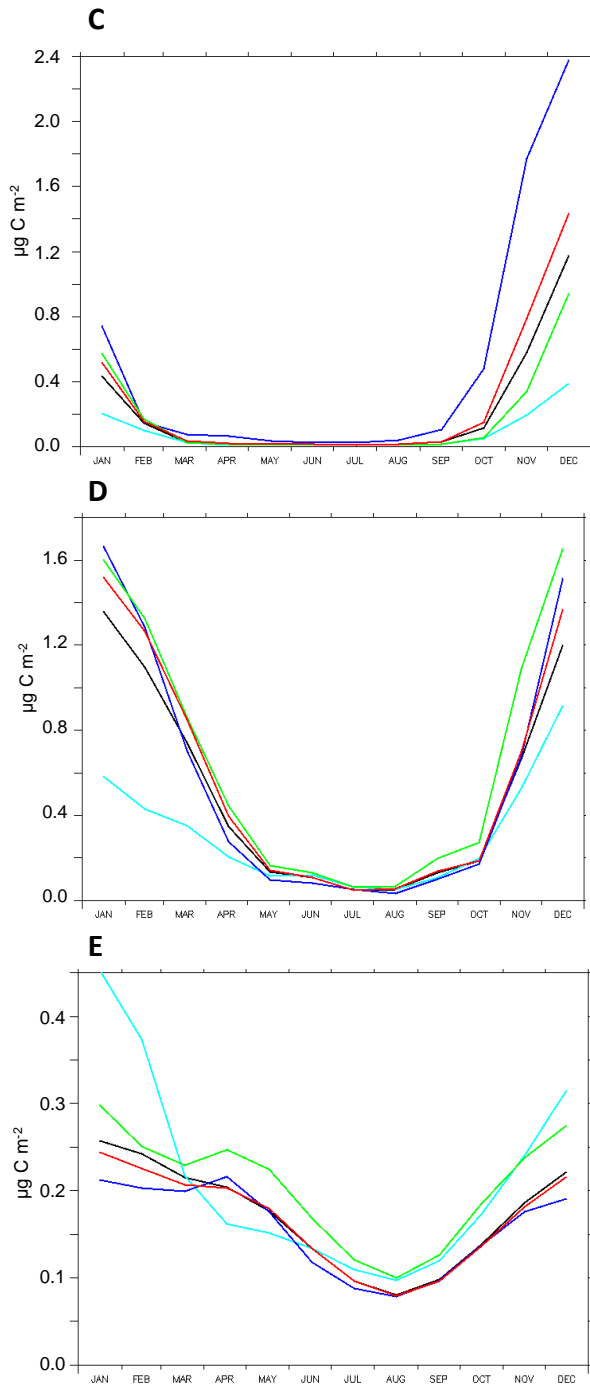 C
µg C m-2
2.4
2.0
1.6
1.2
0.8
0.4
0.0
JAN FEB MAR APR MAY JUN JUL AUG SEP OCT NOV DEC
D
µg C m-2
1.6
1.2
0.8
0.4
0.0
JAN FEB MAR APR MAY JUN JUL AUG SEP OCT NOV DEC
E
µg C m-2
0.4
0.3
0.2
0.1
0.0
JAN FEB MAR APR MAY JUN JUL AUG SEP OCT NOV DEC